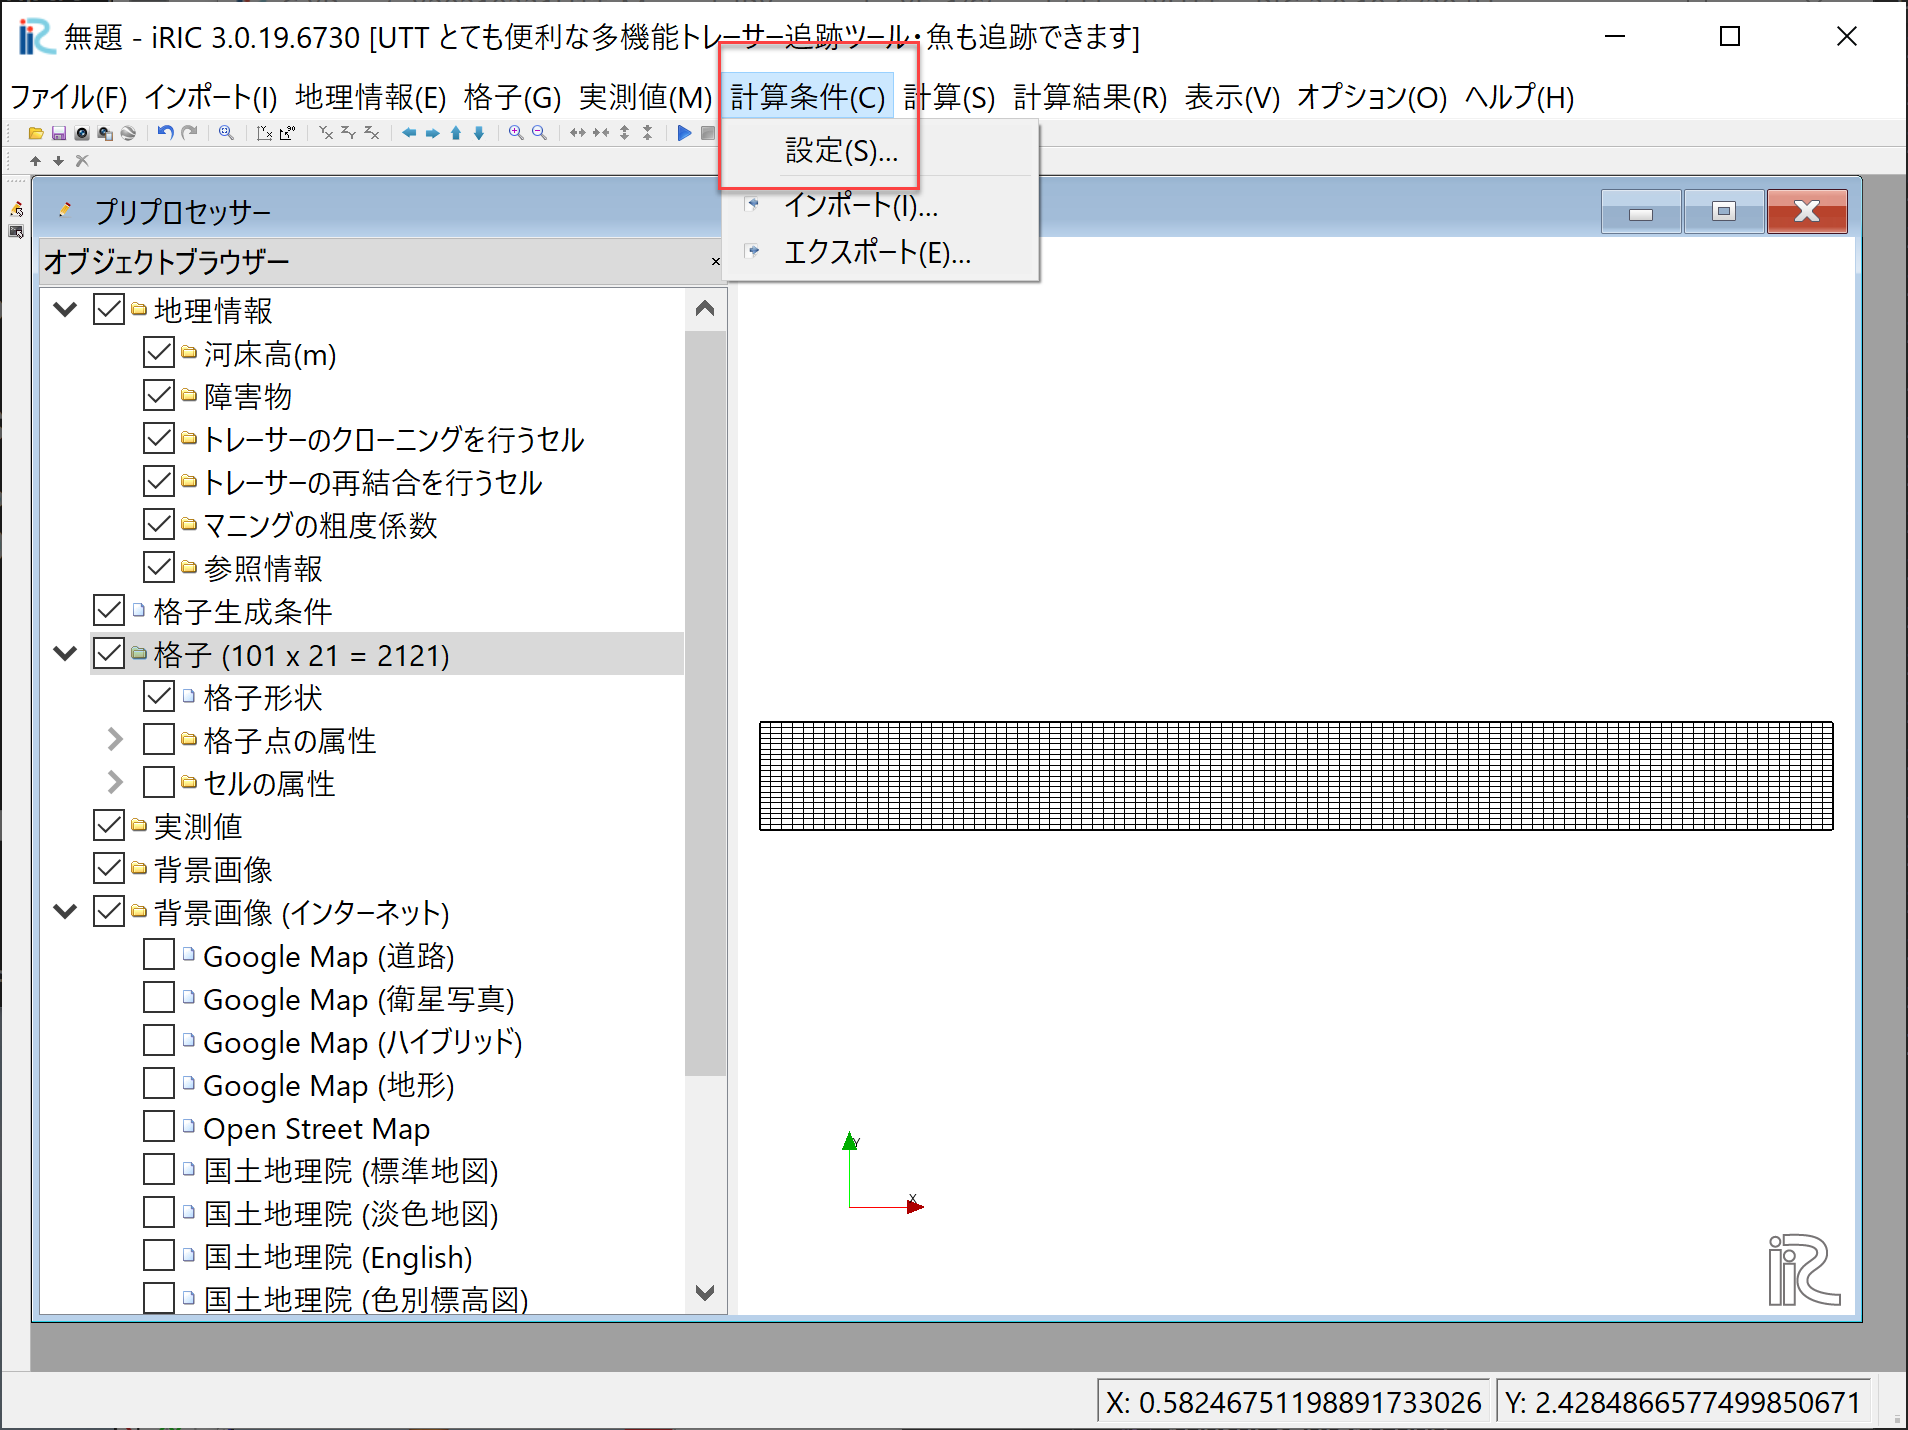 無題 - iRIC 3.0.19.6730 [UTT とても便利な多機能トレーサー追跡ツール・魚も追跡できます]
ファイル(F) インポート(I) 地理情報(E) 格子(G) 実測値(M) 計算条件(C) 計算(S) 計算結果(R) 表示(V) オプション(O) ヘルプ(H)
設定(S)...
インポート(I)...
エクスポート(E)...
プリプロセッサー
オブジェクトブラウザー
地理情報
河床高(m)
障害物
トレーサーのクローニングを行うセル
トレーサーの再結合を行うセル
マニングの粗度係数
参照情報
格子生成条件
格子 (101 x 21 = 2121)
格子形状
格子点の属性
セルの属性
実測値
背景画像
背景画像 (インターネット)
Google Map (道路)
Google Map (衛星写真)
Google Map (ハイブリッド)
Google Map (地形)
Open Street Map
国土地理院 (標準地図)
国土地理院 (淡色地図)
国土地理院 (English)
国土地理院 (色別標高図)
Y
X
iRIC
X: 0.58246751198891733026
Y: 2.4284866577499850671